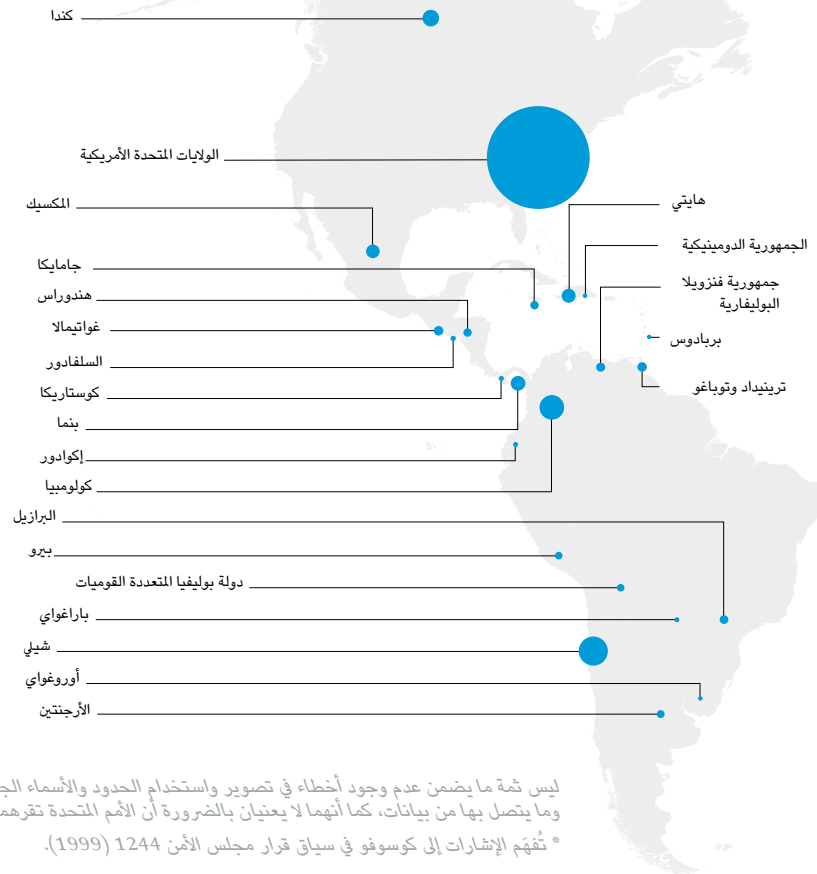 كندا
الولايات المتحدة الأمريكية
المكسيك
هايتي
الجمهورية الدومينيكية
جامايكا
جمهورية فنزويلا
البوليفارية
هندوراس
غواتيمالا
بربادوس
السلفادور
ترينيداد وتوباغو
كوستاريكا
بنما
إكوادور
كولومبيا
البرازيل
بيرو
دولة بوليفيا المتعددة القوميات
باراغواي
شيلي
أوروغواي
الأرجنتين
ليس ثمة ما يضمن عدم وجود أخطاء في تصوير واستخدام الحدود والأسماء
وما يتصل بها من بيانات، كما أنهما لا يعنيان بالضرورة أن الأمم المتحدة تقرهما
* تُفهَم الإشارات إلى كوسوفو في سياق قرار مجلس الأمن 1244 (1999).